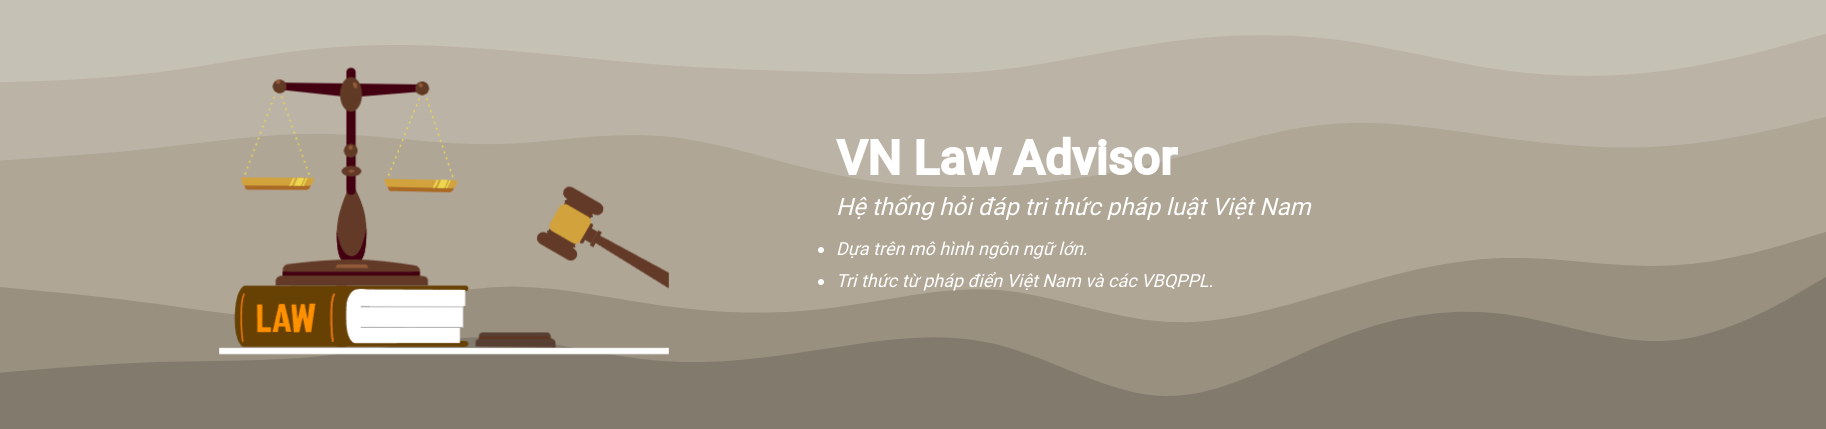 VN Law Advisor
Hệ thống hỏi đáp tri thức pháp luật Việt Nam
Dựa trên mô hình ngôn ngữ lớn.
Tri thức từ pháp điển Việt Nam và các VBQPPL.
LAW